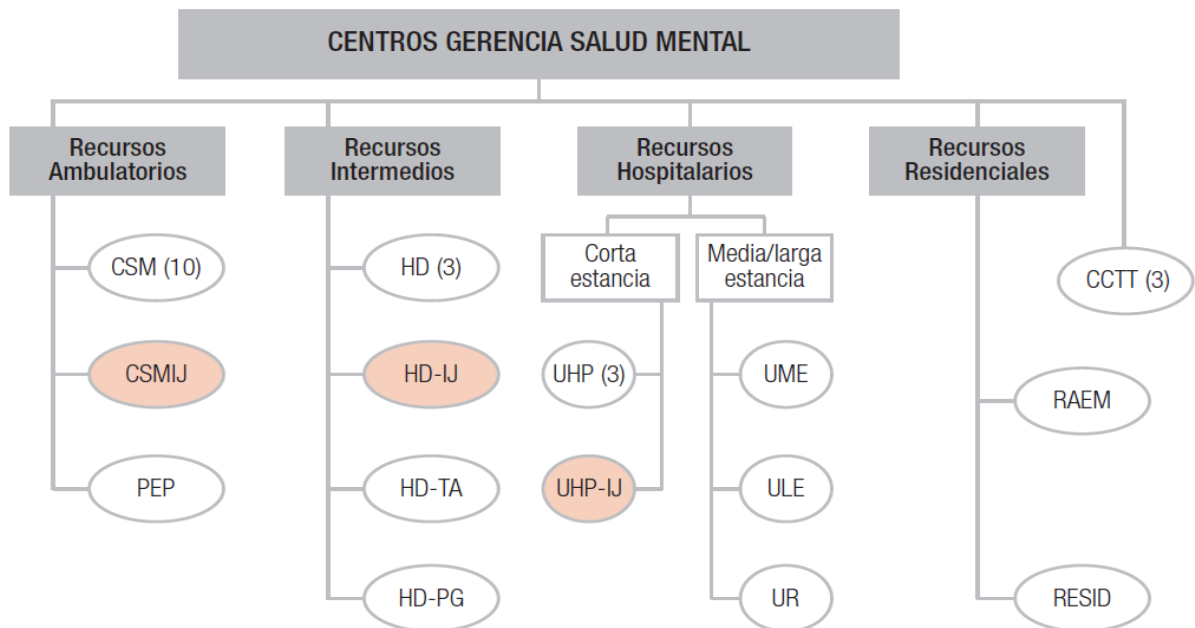 CENTROS GERENCIA SALUD MENTAL
Recursos
Ambulatorios
Recursos
Intermedios
Recursos
Hospitalarios
Recursos
Residenciales
CSM (10)
CSMIJ
PEP
HD (3)
HD-IJ
HD-TA
HD-PG
Corta
estancia
UHP (3)
UHP-IJ
Media/larga
estancia
UME
ULE
UR
RAEM
RESID
CCTT (3)